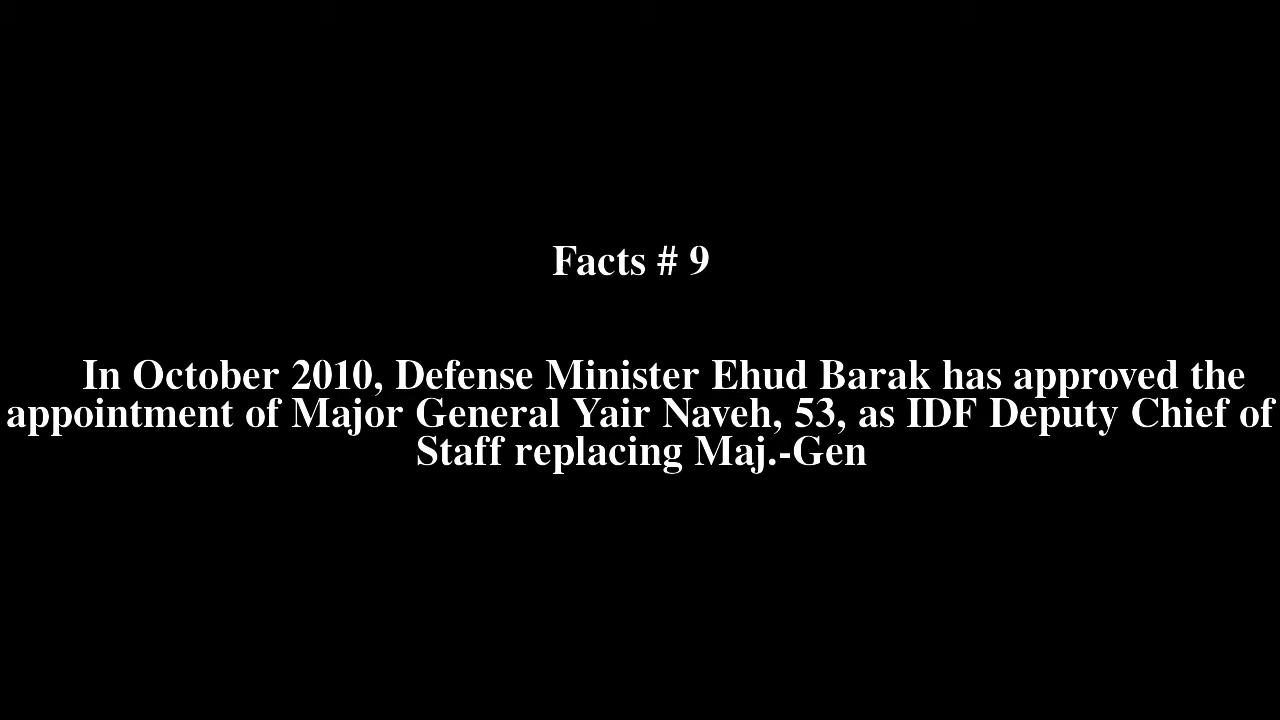 Facts # 9
In October 2010, Defense Minister Ehud Barak has approved the
appointment of Major General Yair Naveh, 53, as IDF Deputy Chief of
Staff replacing Maj.-Gen